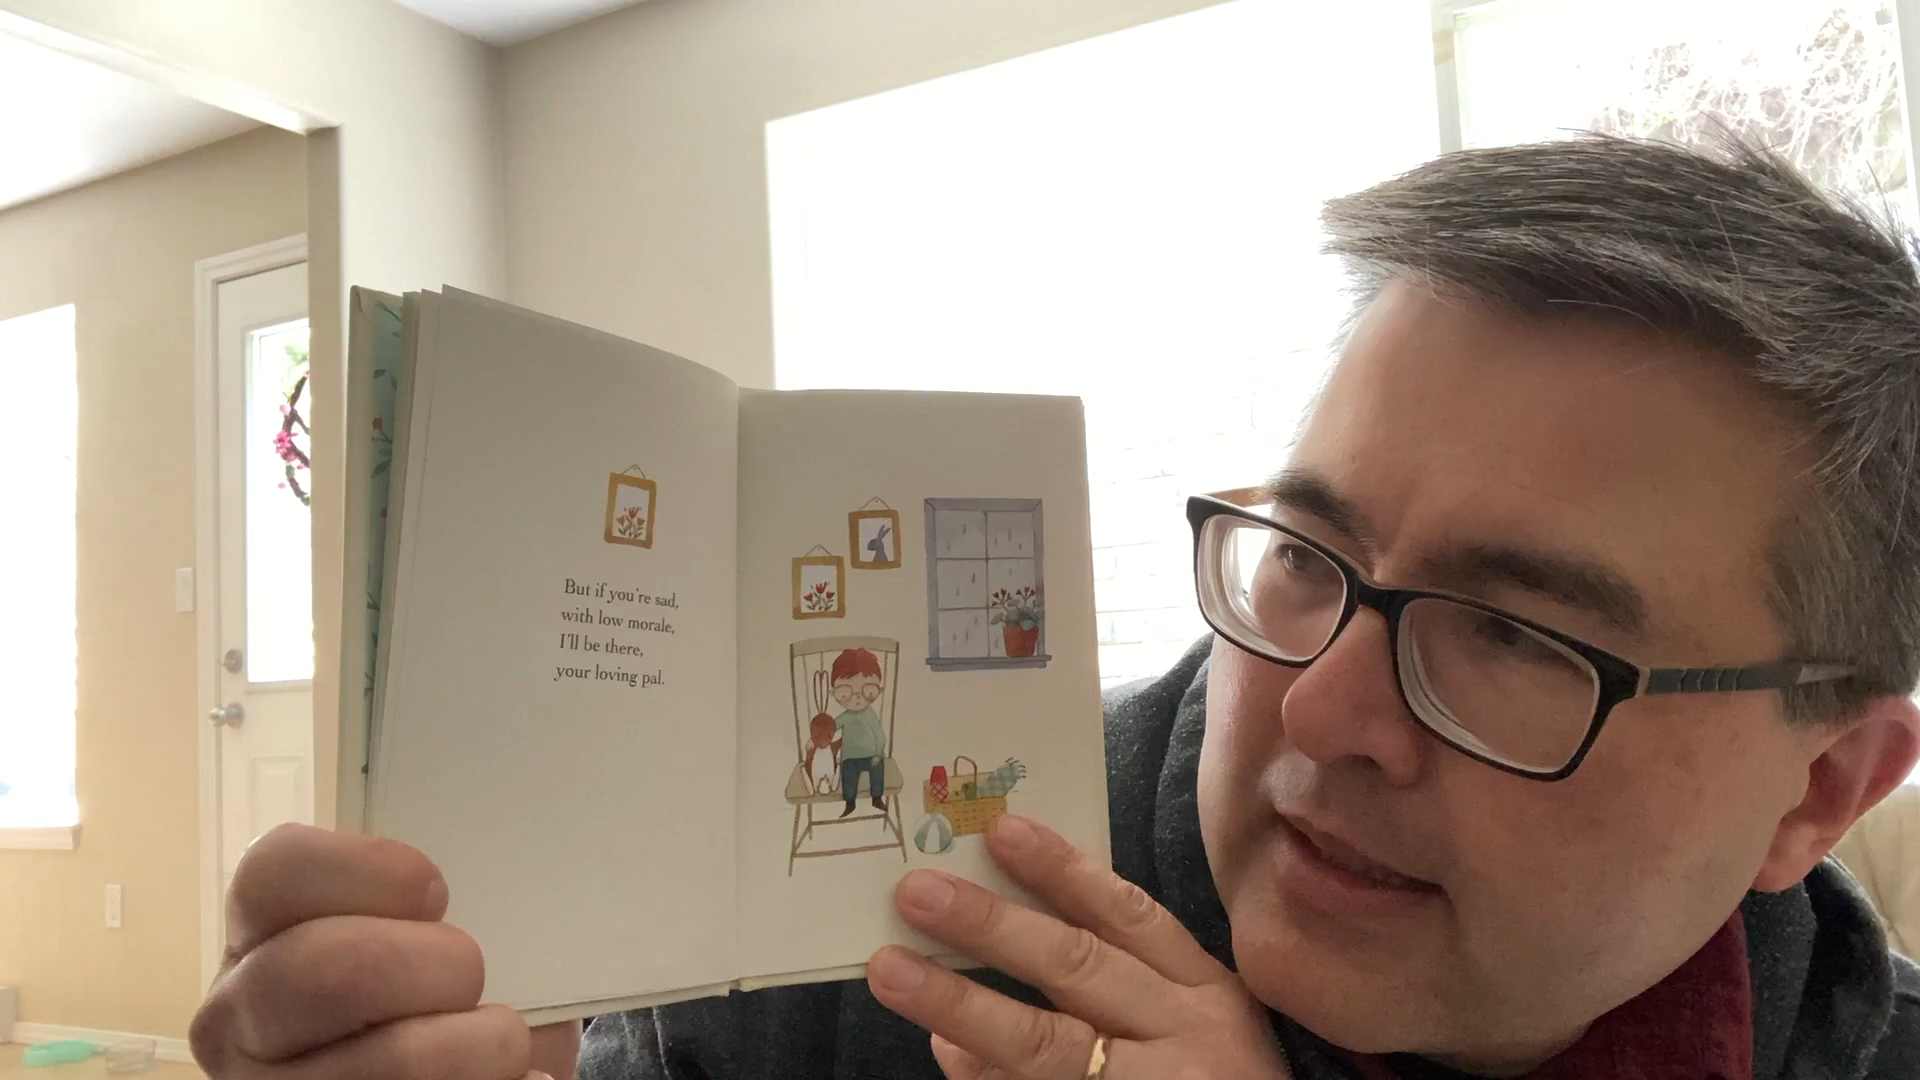 But if you're sad,
with low morale,
I'll be there,
your loving pal.